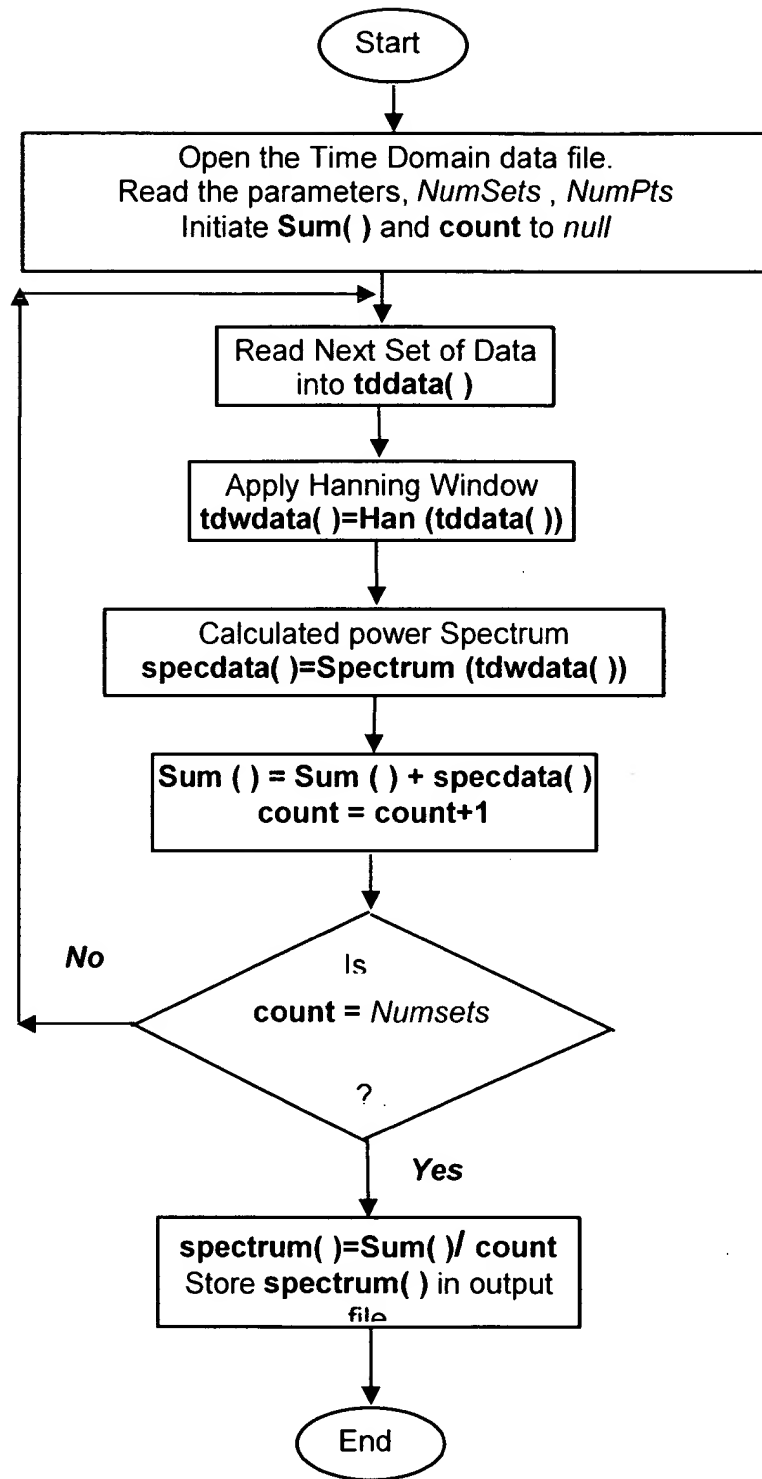 Start
Open the Time Domain data file.
Read the parameters, NumSets , NumPts
Initiate Sum( ) and count to null
Read Next Set of Data
into tddata( )
Apply Hanning Window
tdwdata( )=Han (tddata( ))
Calculated power Spectrum
specdata( )=Spectrum (tdwdata( ))
Sum ( ) = Sum ( ) + specdata( )
count = count+1
No
Is
count = Numsets
?
Yes
spectrum( )=Sum( )/ count
Store spectrum( ) in output
file
End